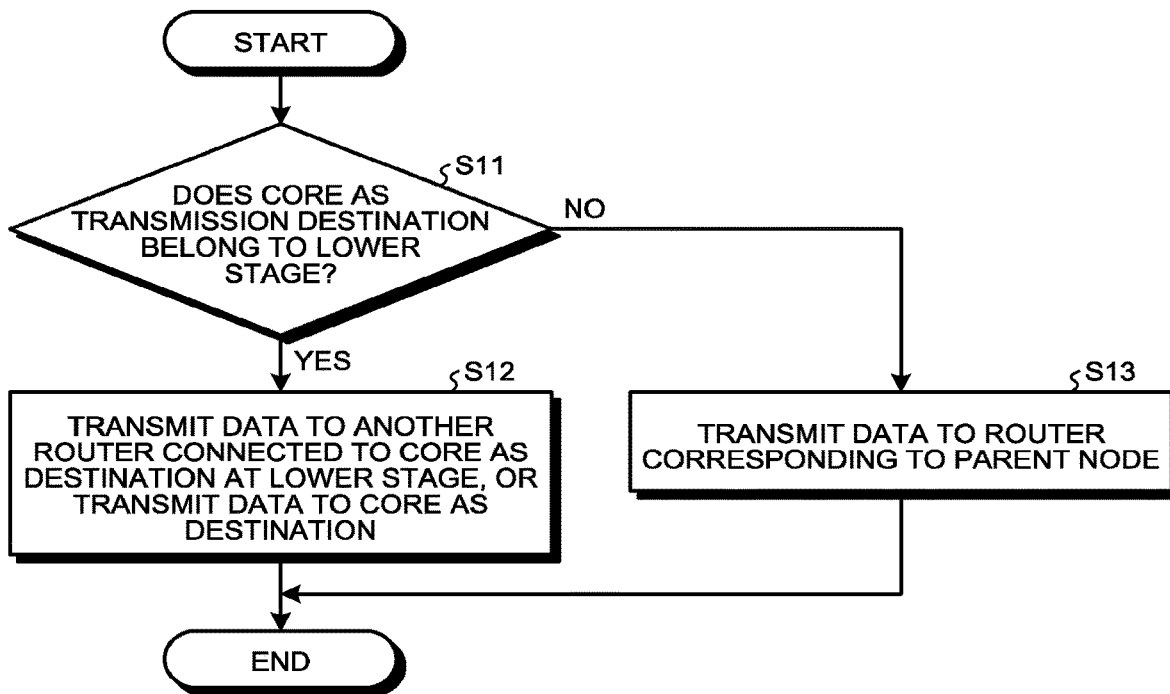 START
S11
DOES CORE AS
TRANSMISSION DESTINATION
BELONG TO LOWER
STAGE?
NO
YES
S12
TRANSMIT DATA TO ANOTHER
ROUTER CONNECTED TO CORE AS
DESTINATION AT LOWER STAGE, OR
TRANSMIT DATA TO CORE AS
DESTINATION
S13
TRANSMIT DATA TO ROUTER
CORRESPONDING TO PARENT NODE
END